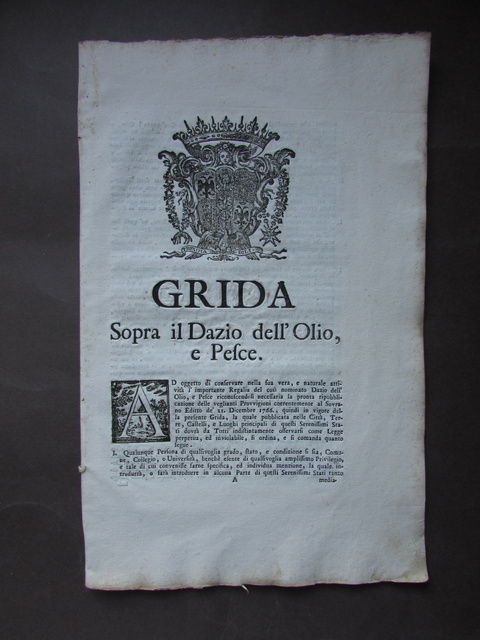 GRIDA
Sopra il Dazio dell'Olio,
e Pesce.
AD oggetto di conservare nella sua vera, e naturale atti-
vità l'importante Regalia del così nominato Dazio dell'
Olio, e Pesce riconoscendosi necessaria la pronta ripubbli-
cazione delle veglianti Provvigioni coerentemente al Sovra-
no Editto de' 21. Dicembre 1766., quindi in vigore del-
la presente Grida, la quale pubblicata nelle Città, Ter-
re, Castelli, e Luoghi principali di questi Serenissimi Sta-
ti dovrà da Tutti indistintamente osservarsi come Legge
perpetua, ed inviolabile, si ordina, e si comanda quanto
segue.
I. Qualunque Persona di qualsivoglia grado, stato, e condizione si sia, Comu-
ne, Collegio, o Università, benchè esente di qualsivoglia amplissimo Privilegio,
e tale di cui convenisse farne specifica, ed individua menzione, la quale in-
trodurrà, o farà introdurre in alcuna Parte di questi Serenissimi Stati tanto
A media-